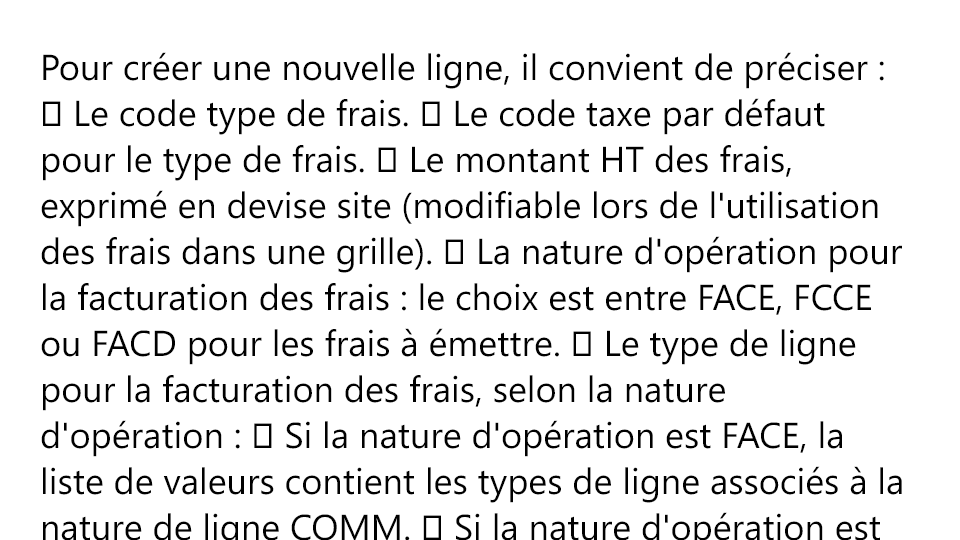 Pour créer une nouvelle ligne, il convient de préciser :
 Le code type de frais.  Le code taxe par défaut
pour le type de frais.  Le montant HT des frais,
exprimé en devise site (modifiable lors de l'utilisation
des frais dans une grille).  La nature d'opération pour
la facturation des frais : le choix est entre FACE, FCCE
ou FACD pour les frais à émettre.  Le type de ligne
pour la facturation des frais, selon la nature
d'opération :  Si la nature d'opération est FACE, la
liste de valeurs contient les types de ligne associés à la
nature de ligne COMM.  Si la nature d'opération est